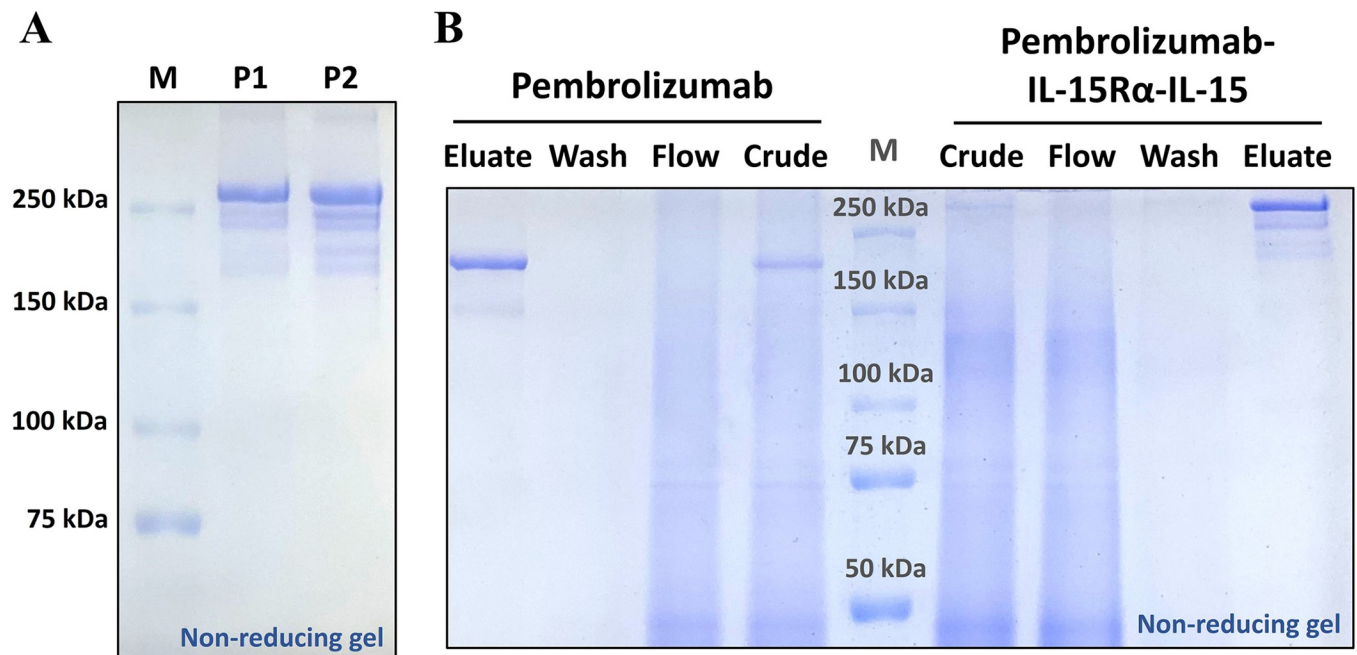 A
M P1 P2
250 kDa
150 kDa
100 kDa
75 kDa
Non-reducing gel
B
Pembrolizumab
Pembrolizumab-
IL-15Rα-IL-15
Eluate Wash Flow Crude M Crude Flow Wash Eluate
250 kDa
150 kDa
100 kDa
75 kDa
50 kDa
Non-reducing gel